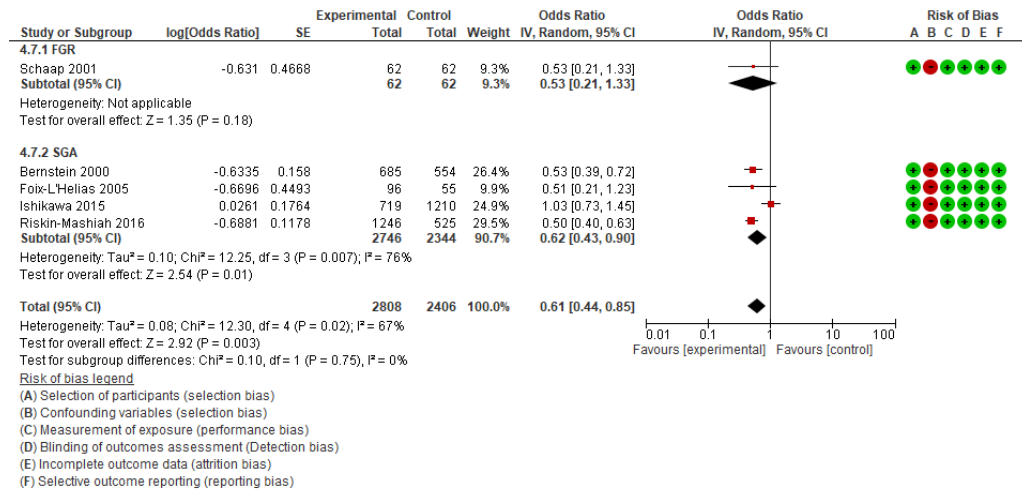 Experimental Control Odds Ratio Odds Ratio Risk of Bias
Study or Subgroup log[Odds Ratio] SE Total Total Weight IV, Random, 95% CI IV, Random, 95% CI A B C D E F
4.7.1 FGR
Schaap 2001 -0.631 0.4668 62 62 9.3% 0.53 [0.21, 1.33] + - + + + +
Subtotal (95% CI) 62 62 9.3% 0.53 [0.21, 1.33]
Heterogeneity: Not applicable
Test for overall effect: Z = 1.35 (P = 0.18)
4.7.2 SGA
Bernstein 2000 -0.6335 0.158 685 554 26.4% 0.53 [0.39, 0.72] + - + + + +
Foix-L'Helias 2005 -0.6696 0.4493 96 55 9.9% 0.51 [0.21, 1.23] + - + + + +
Ishikawa 2015 0.0261 0.1764 719 1210 24.9% 1.03 [0.73, 1.45] + - + + + +
Riskin-Mashiah 2016 -0.6881 0.1178 1246 525 29.5% 0.50 [0.40, 0.63] + - + + + +
Subtotal (95% CI) 2746 2344 90.7% 0.62 [0.43, 0.90]
Heterogeneity: Tau² = 0.10; Chi² = 12.25, df = 3 (P = 0.007); I² = 76%
Test for overall effect: Z = 2.54 (P = 0.01)
Total (95% CI) 2808 2406 100.0% 0.61 [0.44, 0.85]
Heterogeneity: Tau² = 0.08; Chi² = 12.30, df = 4 (P = 0.02); I² = 67%
Test for overall effect: Z = 2.92 (P = 0.003)
Test for subgroup differences: Chi² = 0.10, df = 1 (P = 0.75), I² = 0%
0.01 0.1 1 10 100
Favours [experimental] Favours [control]
Risk of bias legend
(A) Selection of participants (selection bias)
(B) Confounding variables (selection bias)
(C) Measurement of exposure (performance bias)
(D) Blinding of outcomes assessment (Detection bias)
(E) Incomplete outcome data (attrition bias)
(F) Selective outcome reporting (reporting bias)